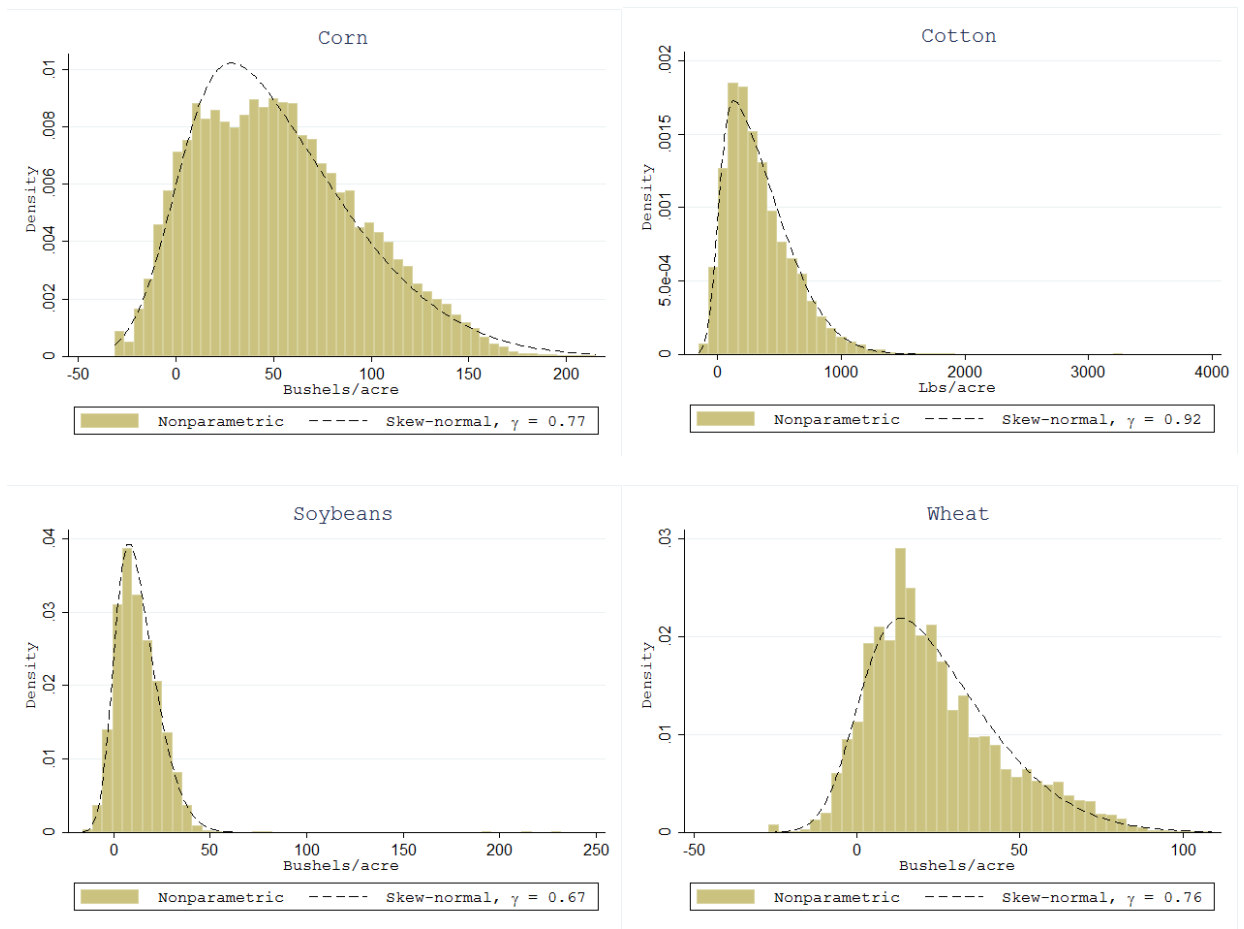 Corn
Density
0
.002
.004
.006
.008
.01
-50 0 50 100 150 200
Bushels/acre
Nonparametric Skew-normal, γ = 0.77
Cotton
Density
0
5.0e-04
.001
.0015
.002
0 1000 2000 3000 4000
Lbs/acre
Nonparametric Skew-normal, γ = 0.92
Soybeans
Density
0
.01
.02
.03
.04
0 50 100 150 200 250
Bushels/acre
Nonparametric Skew-normal, γ = 0.67
Wheat
Density
0
.01
.02
.03
-50 0 50 100
Bushels/acre
Nonparametric Skew-normal, γ = 0.76